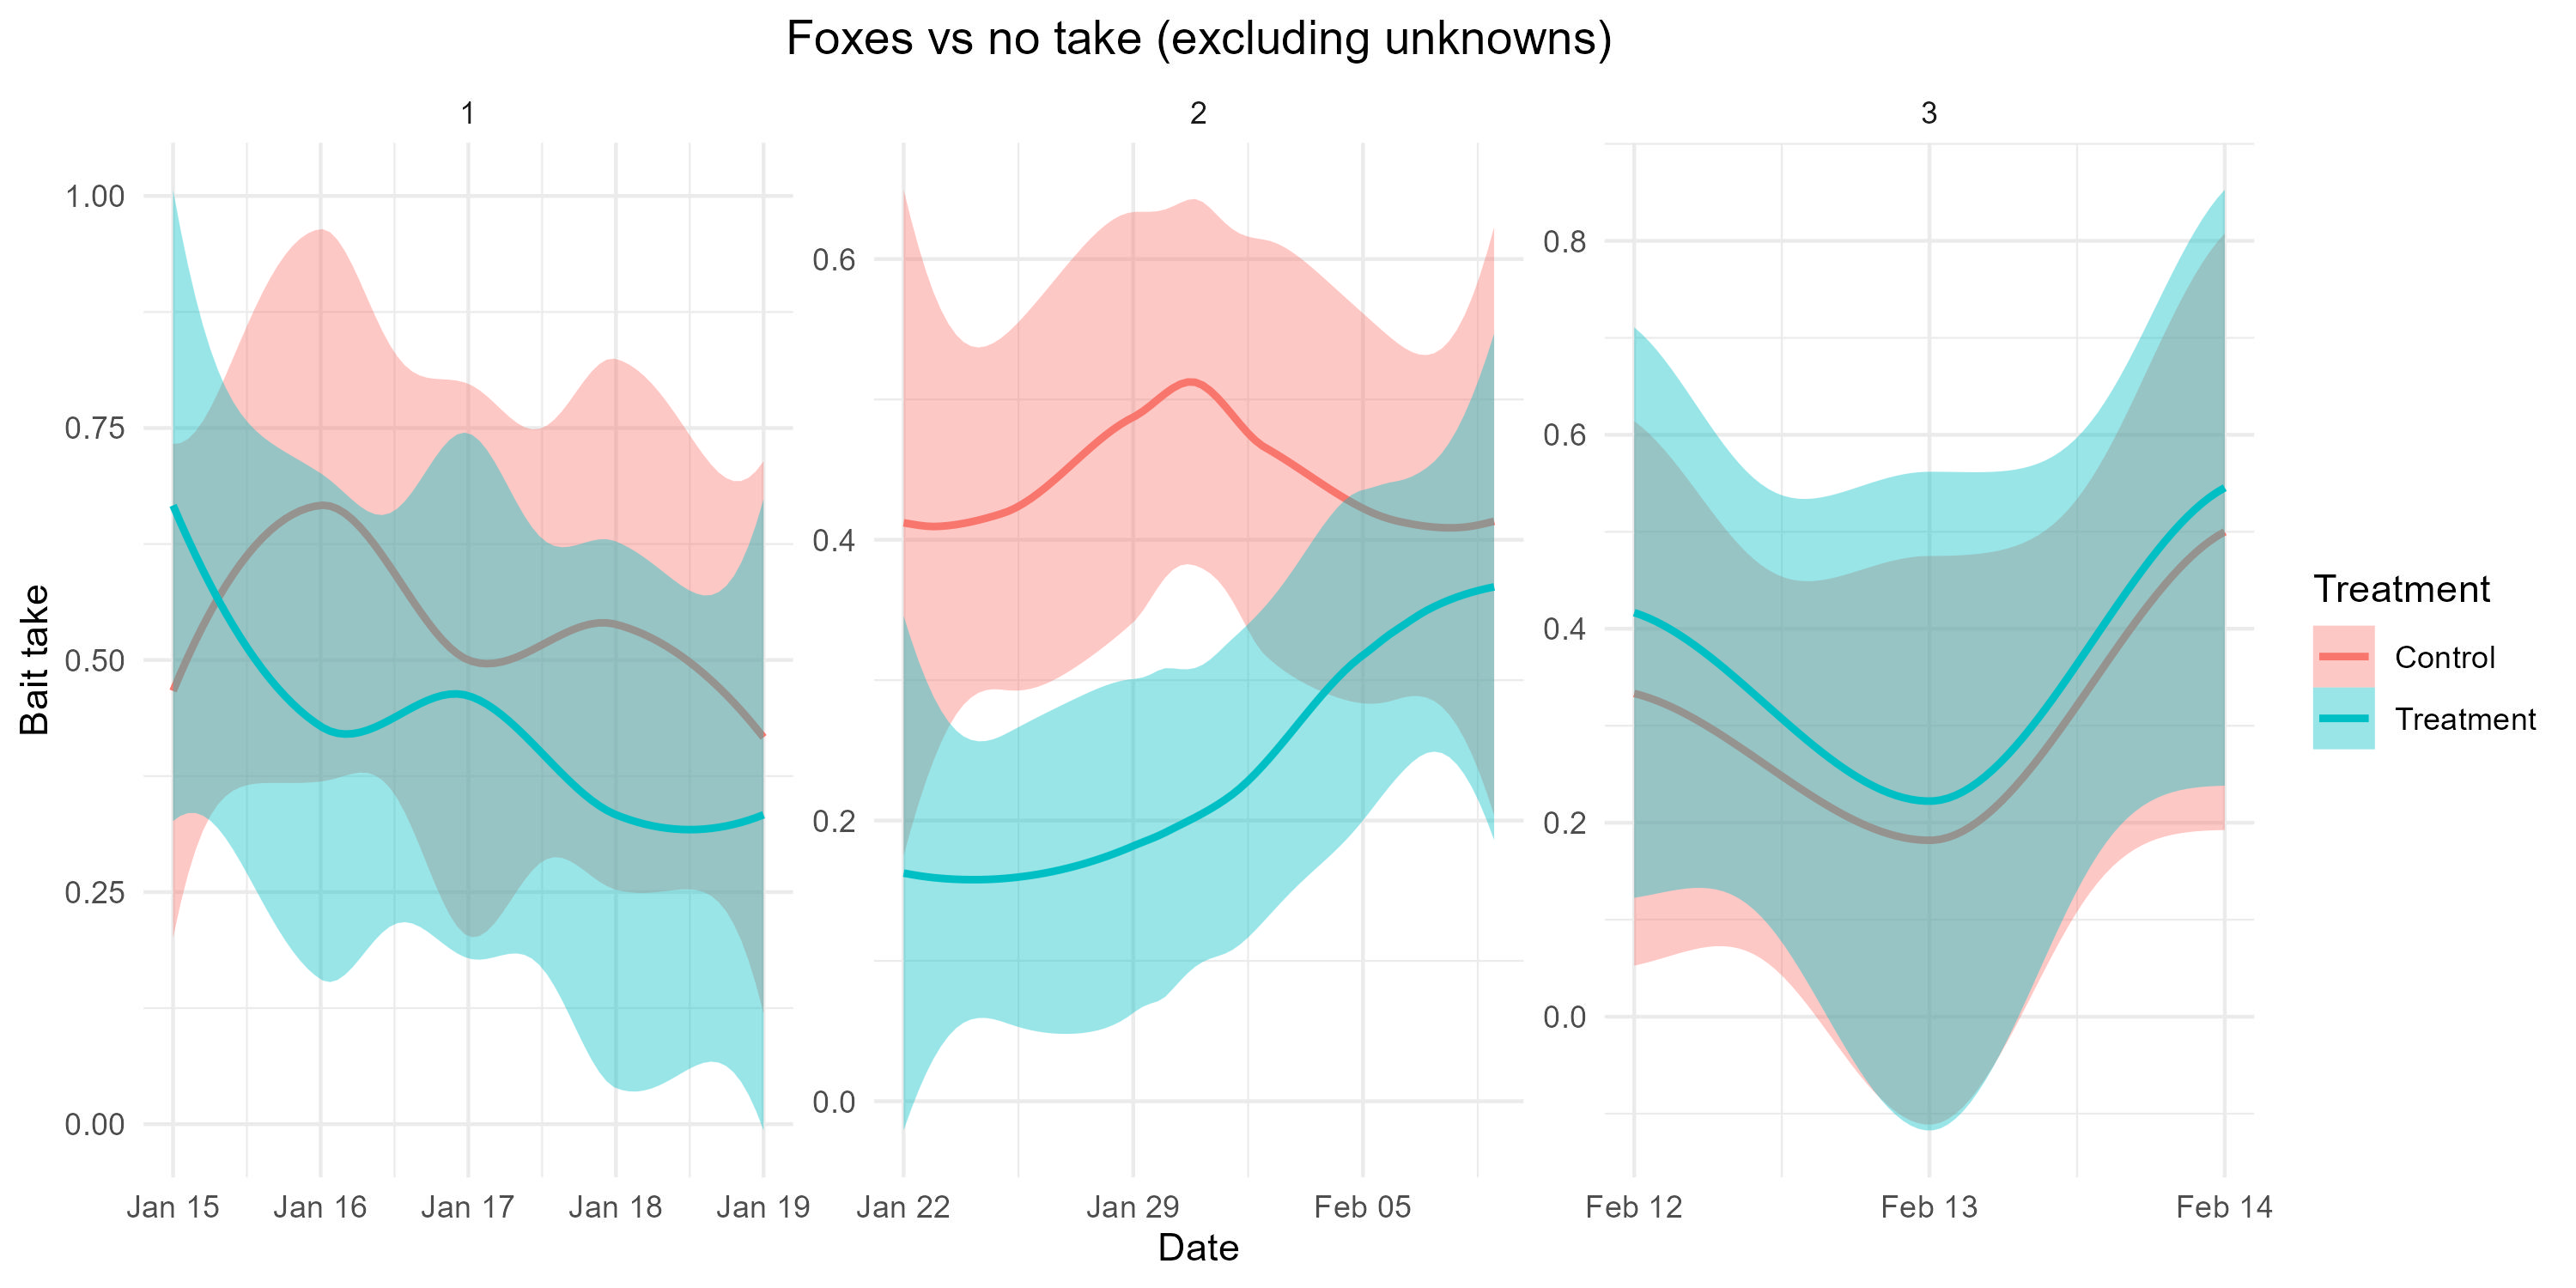 Foxes vs no take (excluding unknowns)
1
2
3
Bait take
1.00
0.75
0.50
0.25
0.00
0.6
0.4
0.2
0.0
0.8
0.6
0.4
0.2
0.0
Jan 15
Jan 16
Jan 17
Jan 18
Jan 19
Jan 22
Jan 29
Feb 05
Feb 12
Feb 13
Feb 14
Date
Treatment
Control
Treatment